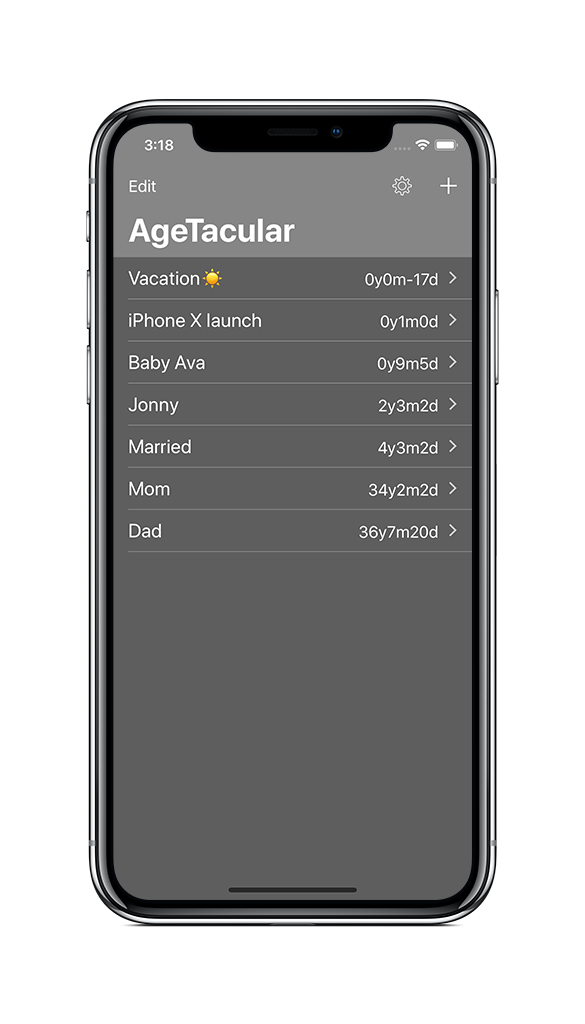 3:18
Edit
AgeTacular
Vacation☀️ 0y0m-17d
iPhone X launch 0y1m0d
Baby Ava 0y9m5d
Jonny 2y3m2d
Married 4y3m2d
Mom 34y2m2d
Dad 36y7m20d